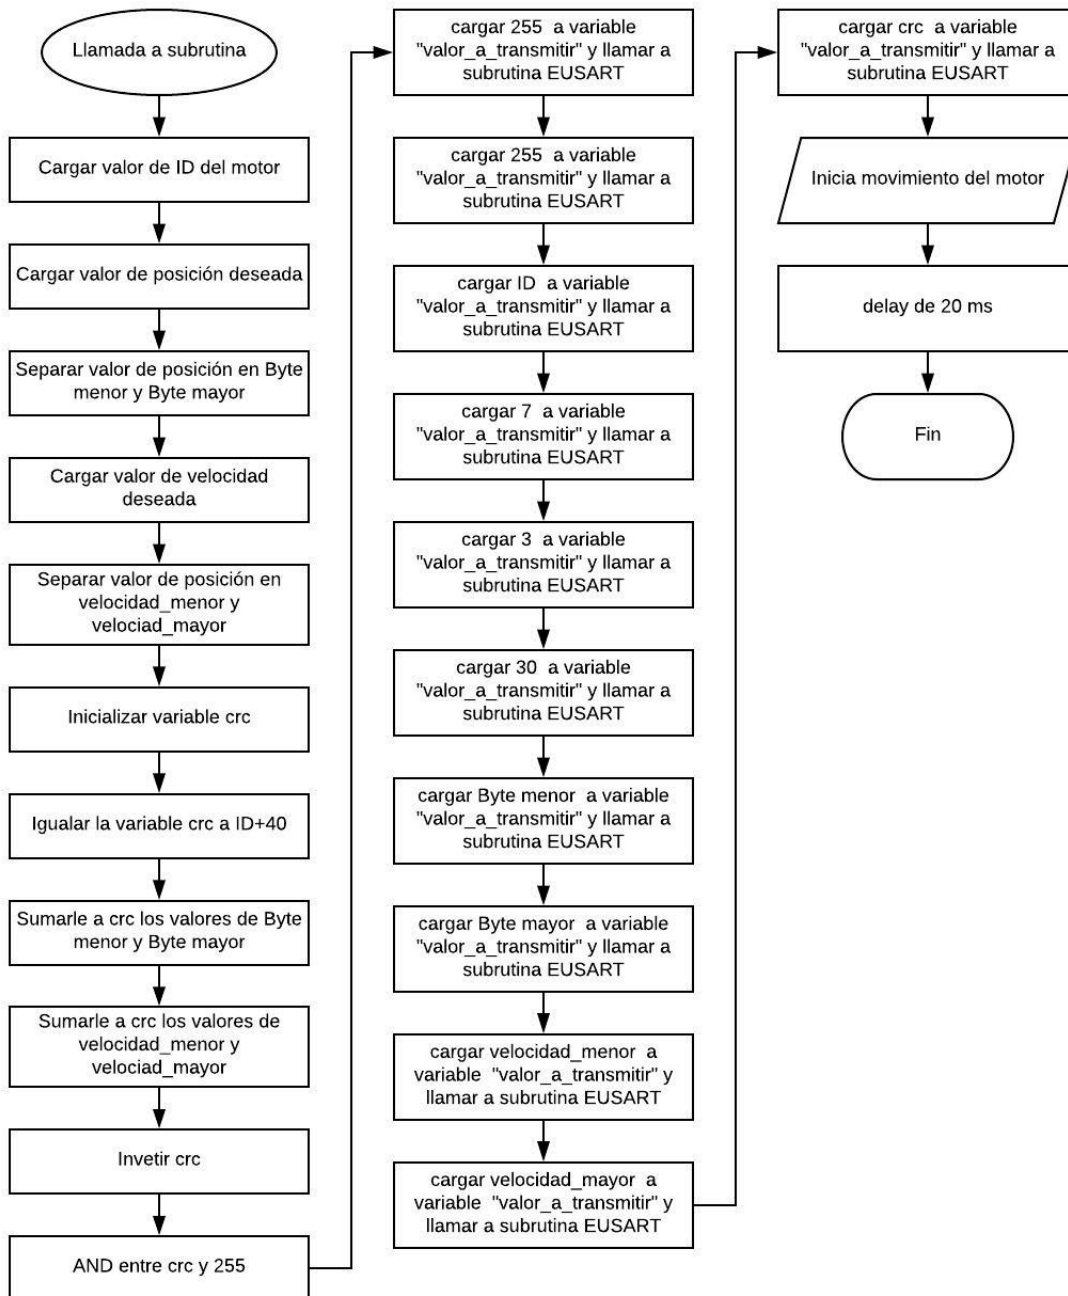 Llamada a subrutina
Cargar valor de ID del motor
Cargar valor de posición deseada
Separar valor de posición en Byte
menor y Byte mayor
Cargar valor de velocidad
deseada
Separar valor de posición en
velocidad_menor y
velociad_mayor
Inicializar variable crc
Igualar la variable crc a ID+40
Sumarle a crc los valores de Byte
menor y Byte mayor
Sumarle a crc los valores de
velocidad_menor y
velociad_mayor
Invetir crc
AND entre crc y 255
cargar 255 a variable
"valor_a_transmitir" y llamar a
subrutina EUSART
cargar 255 a variable
"valor_a_transmitir" y llamar a
subrutina EUSART
cargar ID a variable
"valor_a_transmitir" y llamar a
subrutina EUSART
cargar 7 a variable
"valor_a_transmitir" y llamar a
subrutina EUSART
cargar 3 a variable
"valor_a_transmitir" y llamar a
subrutina EUSART
cargar 30 a variable
"valor_a_transmitir" y llamar a
subrutina EUSART
cargar Byte menor a variable
"valor_a_transmitir" y llamar a
subrutina EUSART
cargar Byte mayor a variable
"valor_a_transmitir" y llamar a
subrutina EUSART
cargar velocidad_menor a
variable "valor_a_transmitir" y
llamar a subrutina EUSART
cargar velocidad_mayor a
variable "valor_a_transmitir" y
llamar a subrutina EUSART
cargar crc a variable
"valor_a_transmitir" y llamar a
subrutina EUSART
Inicia movimiento del motor
delay de 20 ms
Fin